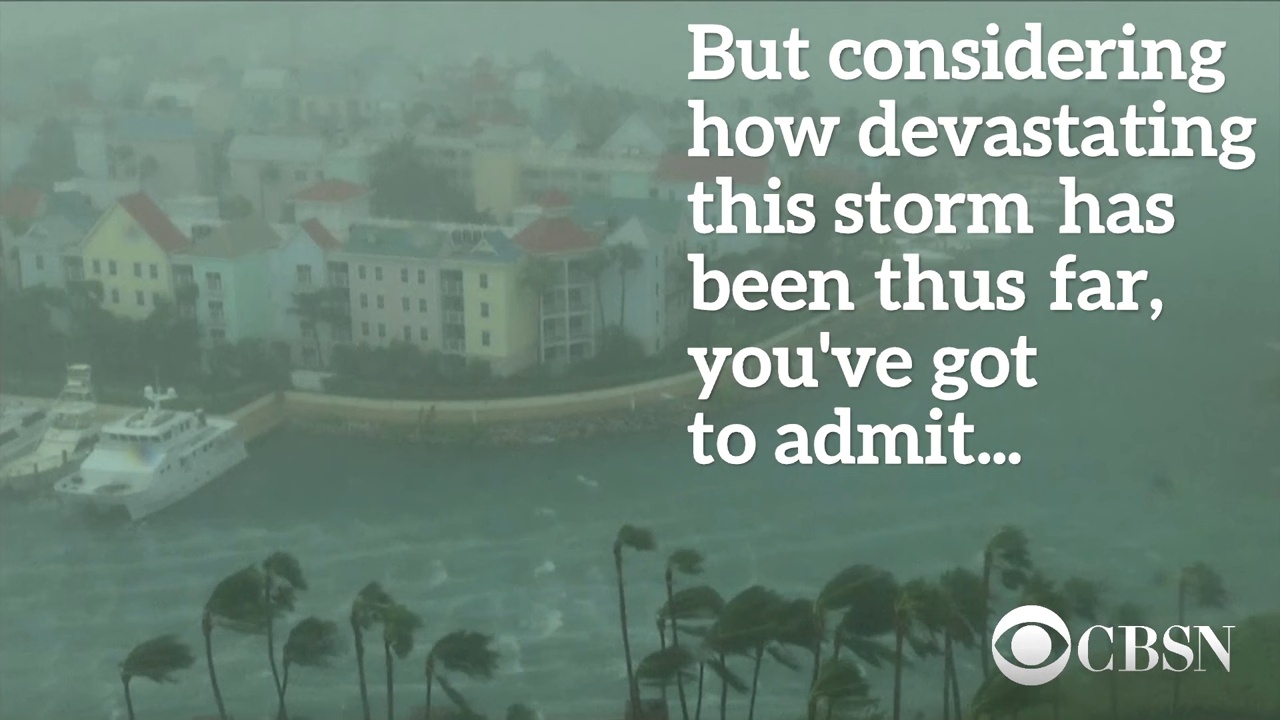 But considering
how devastating
this storm has
been thus far,
you've got
to admit...
CBSN